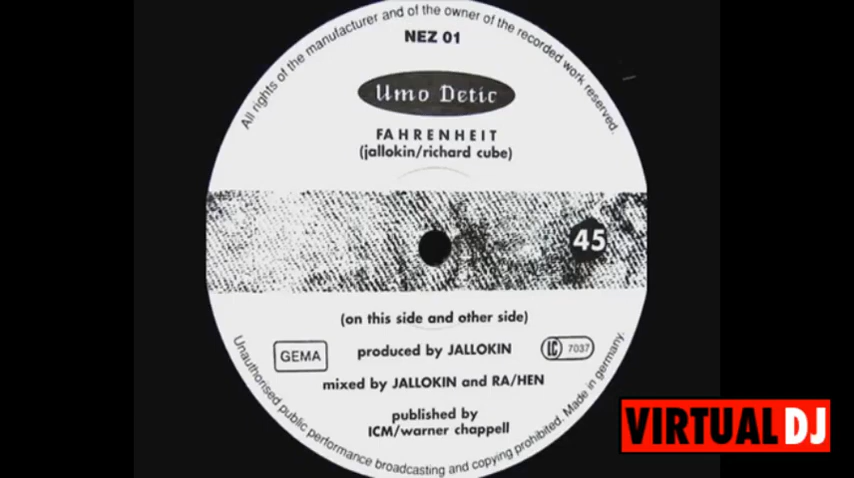 All rights of the manufacturer and of the owner of the recorded work reserved.
NEZ 01
Umo Detic
FAHRENHEIT
(jallokin/richard cube)
45
(on this side and other side)
GEMA
produced by JALLOKIN
LC 7037
mixed by JALLOKIN and RA/HEN
published by
ICM/warner chappell
Unauthorised public performance broadcasting and copying prohibited. Made in germany.
VIRTUAL DJ